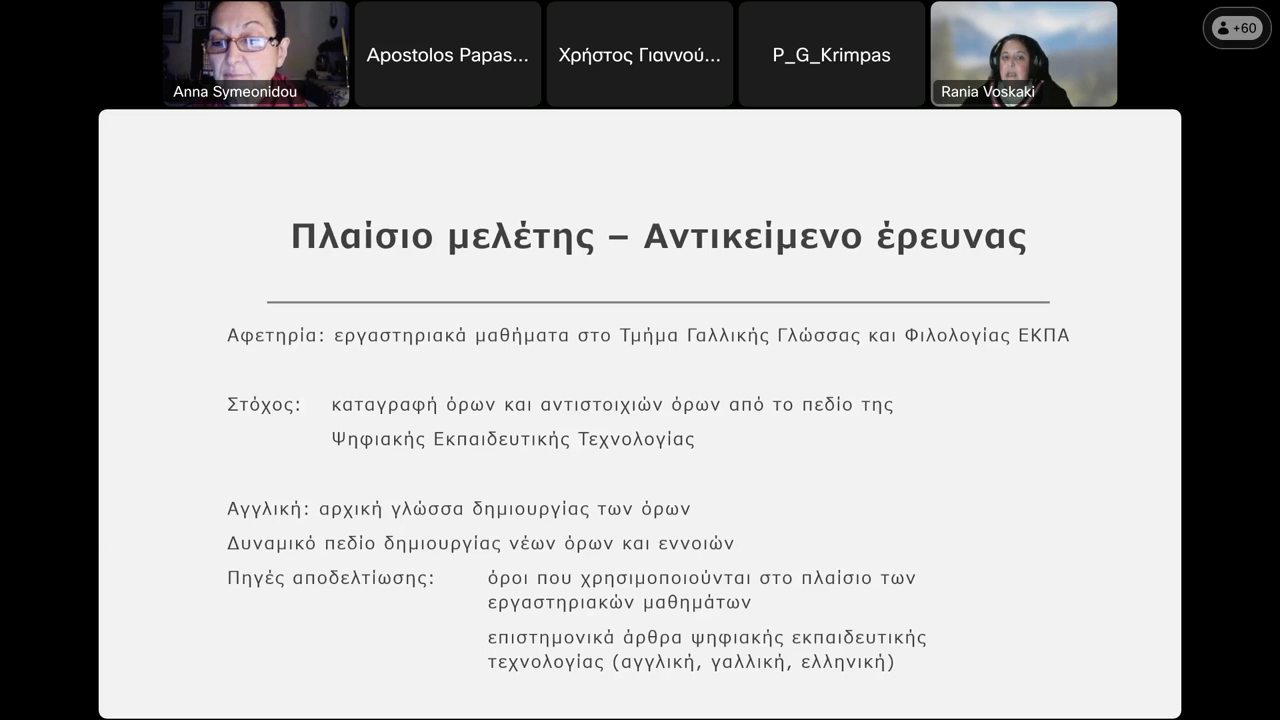 Anna Symeonidou
Apostolos Papas...
Χρήστος Γιαννού...
P_G_Krimpas
Rania Voskaki
+60
Πλαίσιο μελέτης – Αντικείμενο έρευνας
Αφετηρία: εργαστηριακά μαθήματα στο Τμήμα Γαλλικής Γλώσσας και Φιλολογίας ΕΚΠΑ
Στόχος: καταγραφή όρων και αντιστοιχιών όρων από το πεδίο της
Ψηφιακής Εκπαιδευτικής Τεχνολογίας
Αγγλική: αρχική γλώσσα δημιουργίας των όρων
Δυναμικό πεδίο δημιουργίας νέων όρων και εννοιών
Πηγές αποδελτίωσης: όροι που χρησιμοποιούνται στο πλαίσιο των
εργαστηριακών μαθημάτων
επιστημονικά άρθρα ψηφιακής εκπαιδευτικής
τεχνολογίας (αγγλική, γαλλική, ελληνική)